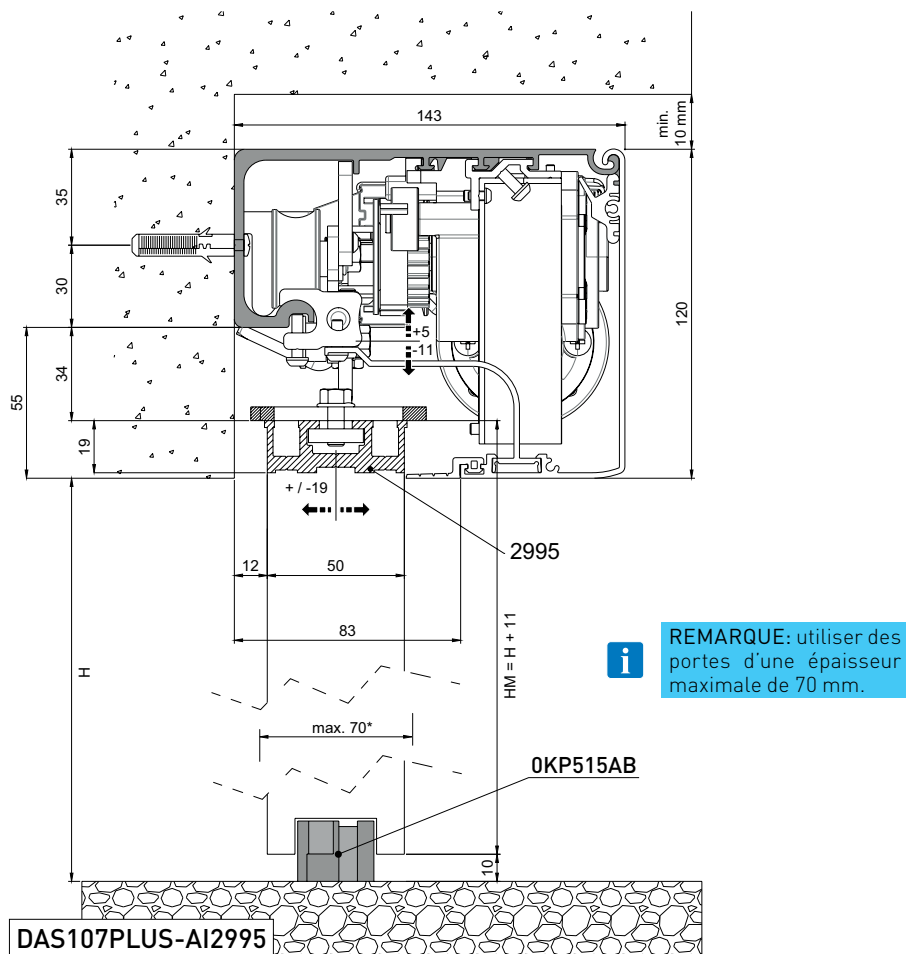 143
min.
10 mm
35
30
120
+5
-11
34
55
19
+ / -19
2995
12
50
83
H
HM = H + 11
REMARQUE: utiliser des
portes d'une épaisseur
maximale de 70 mm.
max. 70*
0KP515AB
10
DAS107PLUS-AI2995